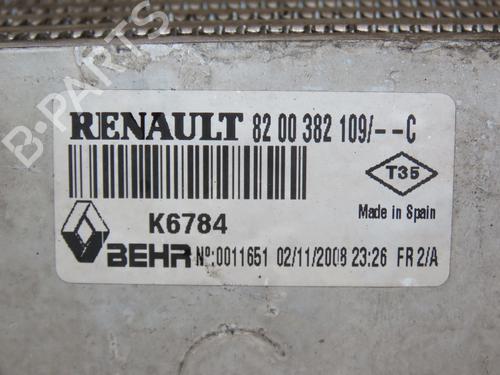 B-PARTS
RENAULT 82 00 382 109/--C
T35
K6784
Made in Spain
BEHR Nº:0011651 02/11/2008 23:26 FR 2/A